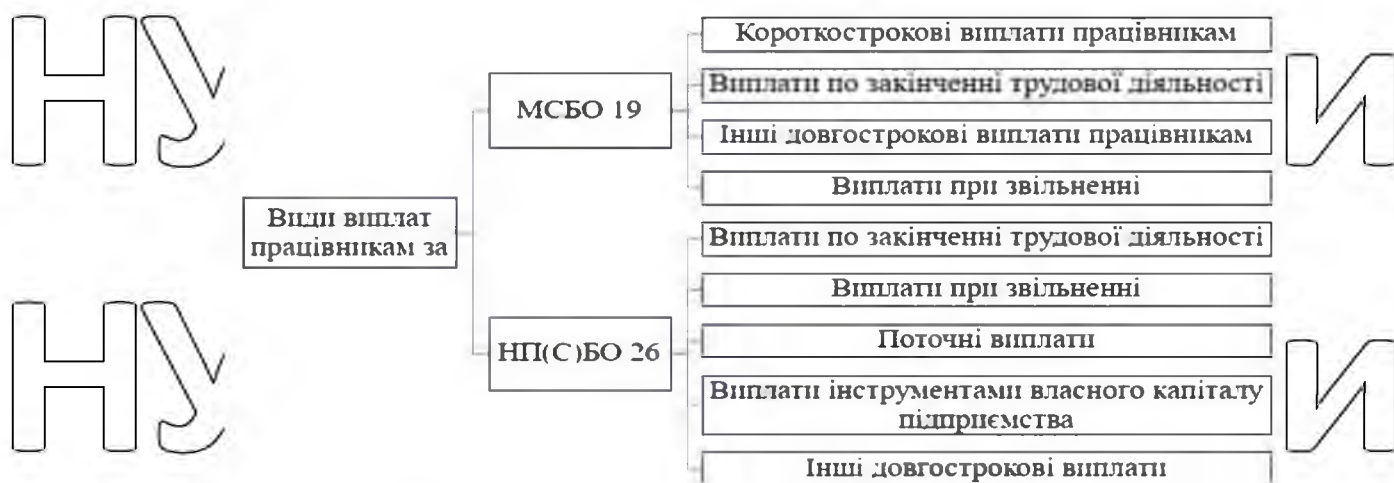 НУ
И
Види виплат
працівникам за
МСБО 19
Короткострокові виплати працівникам
Виплати по закінченні трудової діяльності
Інші довгострокові виплати працівникам
Виплати при звільненні
НП(С)БО 26
Виплати по закінченні трудової діяльності
Виплати при звільненні
Поточні виплати
Виплати інструментами власного капіталу
підприємства
Інші довгострокові виплати
НУ
И